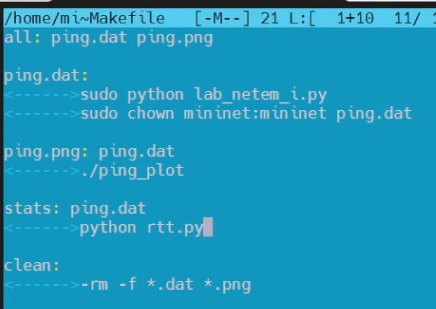 /home/mi~Makefile [-M--] 21 L:[ 1+10 11/ 1
all: ping.dat ping.png
ping.dat:
<------>sudo python lab_netem_i.py
<------>sudo chown mininet:mininet ping.dat
ping.png: ping.dat
<------>./ping_plot
stats: ping.dat
<------>python rtt.py
clean:
<------>-rm -f *.dat *.png